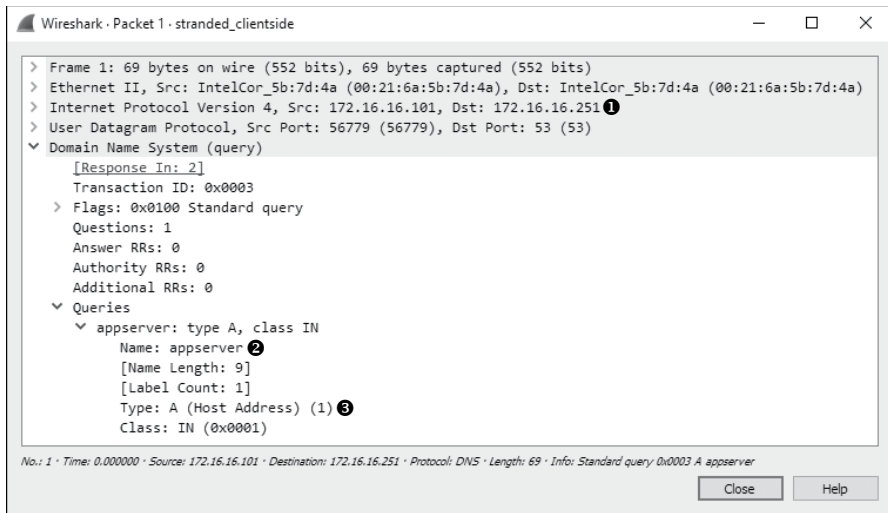 Wireshark · Packet 1 · stranded_clientside
Frame 1: 69 bytes on wire (552 bits), 69 bytes captured (552 bits)
Ethernet II, Src: IntelCor_5b:7d:4a (00:21:6a:5b:7d:4a), Dst: IntelCor_5b:7d:4a (00:21:6a:5b:7d:4a)
Internet Protocol Version 4, Src: 172.16.16.101, Dst: 172.16.16.251 ❶
User Datagram Protocol, Src Port: 56779 (56779), Dst Port: 53 (53)
Domain Name System (query)
[Response In: 2]
Transaction ID: 0x0003
Flags: 0x0100 Standard query
Questions: 1
Answer RRs: 0
Authority RRs: 0
Additional RRs: 0
Queries
appserver: type A, class IN
Name: appserver ❷
[Name Length: 9]
[Label Count: 1]
Type: A (Host Address) (1) ❸
Class: IN (0x0001)
No.: 1 · Time: 0.000000 · Source: 172.16.16.101 · Destination: 172.16.16.251 · Protocol: DNS · Length: 69 · Info: Standard query 0x0003 A appserver
Close Help